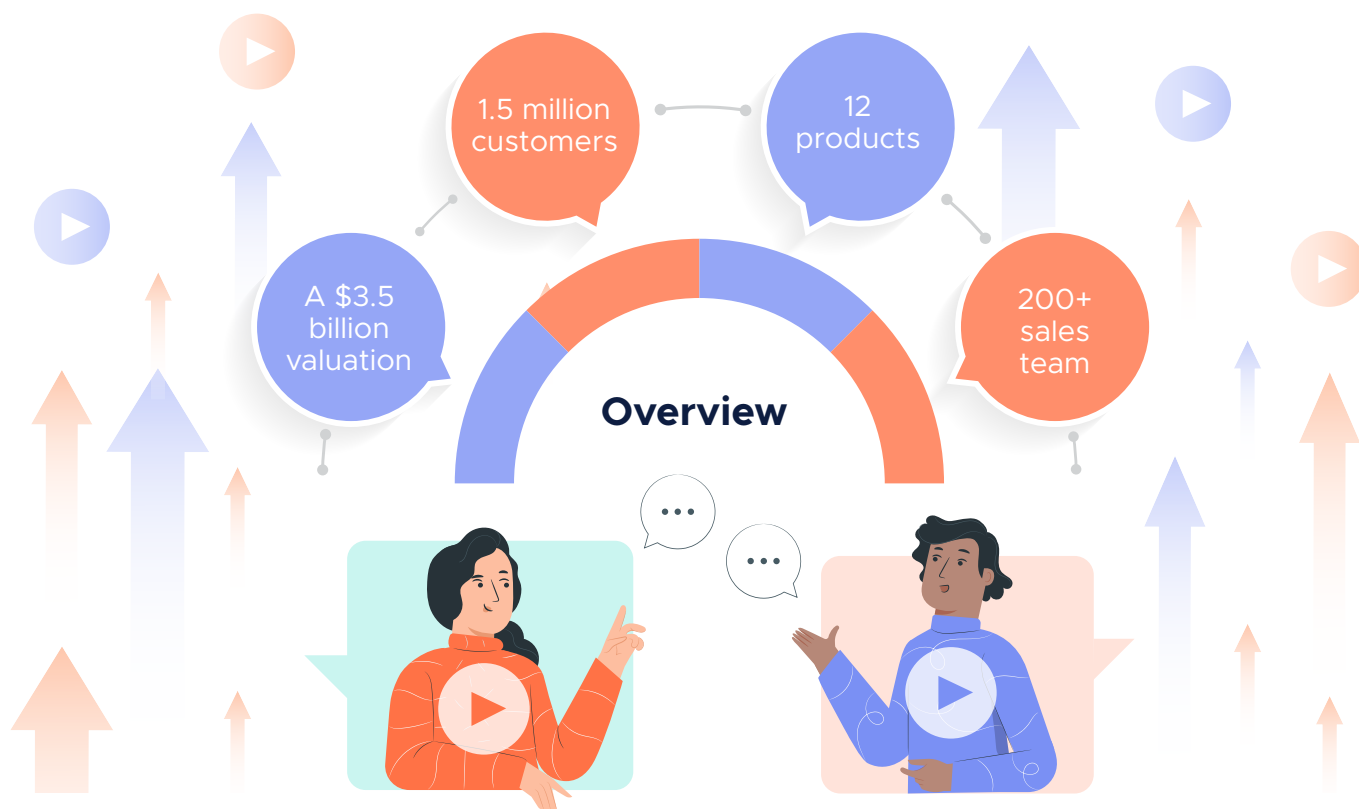 1.5 million
customers
12
products
A $3.5
billion
valuation
200+
sales
team
Overview